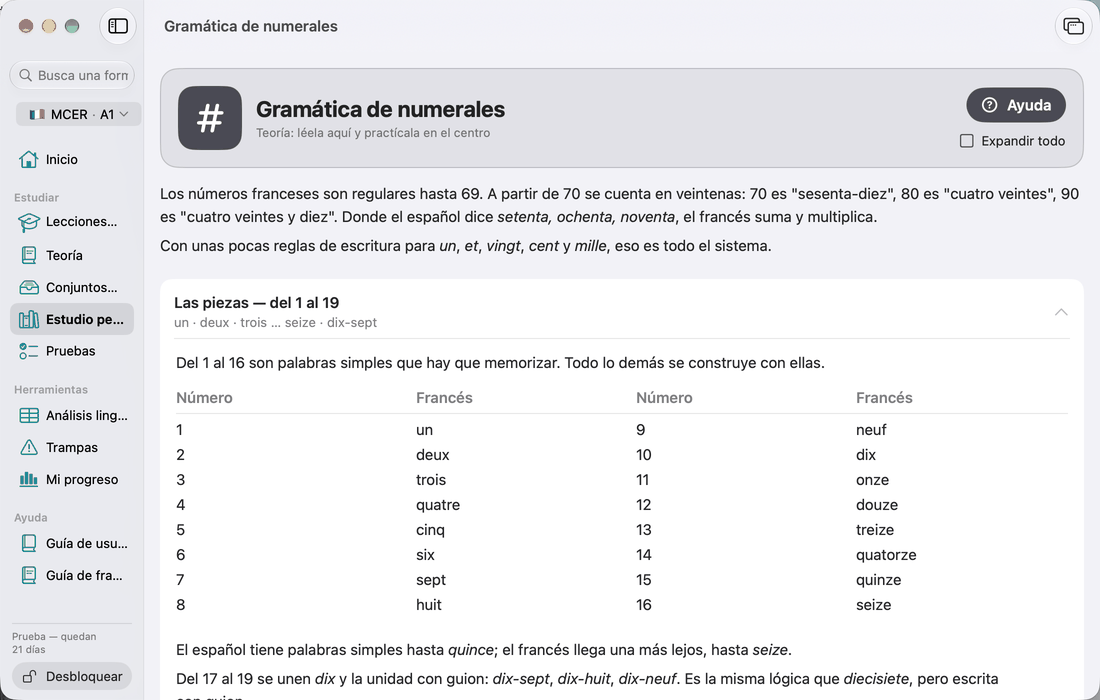 Gramática de numerales
Busca una forn
MCER · A1
Inicio
Estudiar
Lecciones...
Teoría
Conjuntos...
Estudio pe...
Pruebas
Herramientas
Análisis ling...
Trampas
Mi progreso
Ayuda
Guía de usu...
Guía de fra...
Prueba — quedan
21 días
Desbloquear
# Gramática de numerales
Teoría: léela aquí y practícala en el centro
Ayuda
Expandir todo
Los números franceses son regulares hasta 69. A partir de 70 se cuenta en veintenas: 70 es "sesenta-diez", 80 es "cuatro veintes", 90
es "cuatro veintes y diez". Donde el español dice setenta, ochenta, noventa, el francés suma y multiplica.
Con unas pocas reglas de escritura para un, et, vingt, cent y mille, eso es todo el sistema.
Las piezas — del 1 al 19
un · deux · trois ... seize · dix-sept
Del 1 al 16 son palabras simples que hay que memorizar. Todo lo demás se construye con ellas.
Número Francés Número Francés
1 un 9 neuf
2 deux 10 dix
3 trois 11 onze
4 quatre 12 douze
5 cinq 13 treize
6 six 14 quatorze
7 sept 15 quinze
8 huit 16 seize
El español tiene palabras simples hasta quince; el francés llega una más lejos, hasta seize.
Del 17 al 19 se unen dix y la unidad con guion: dix-sept, dix-huit, dix-neuf. Es la misma lógica que diecisiete, pero escrita